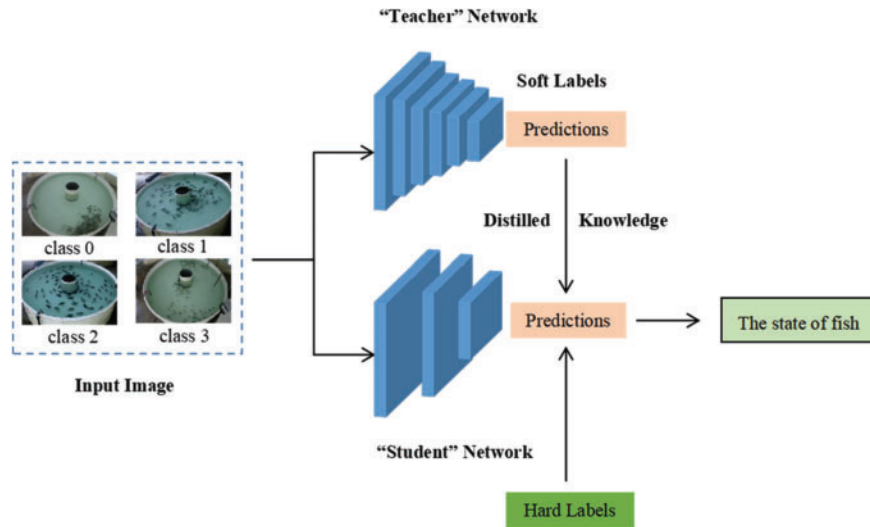 “Teacher” Network
Soft Labels
Predictions
class 0
class 1
Distilled
Knowledge
class 2
class 3
Predictions
The state of fish
Input Image
“Student” Network
Hard Labels